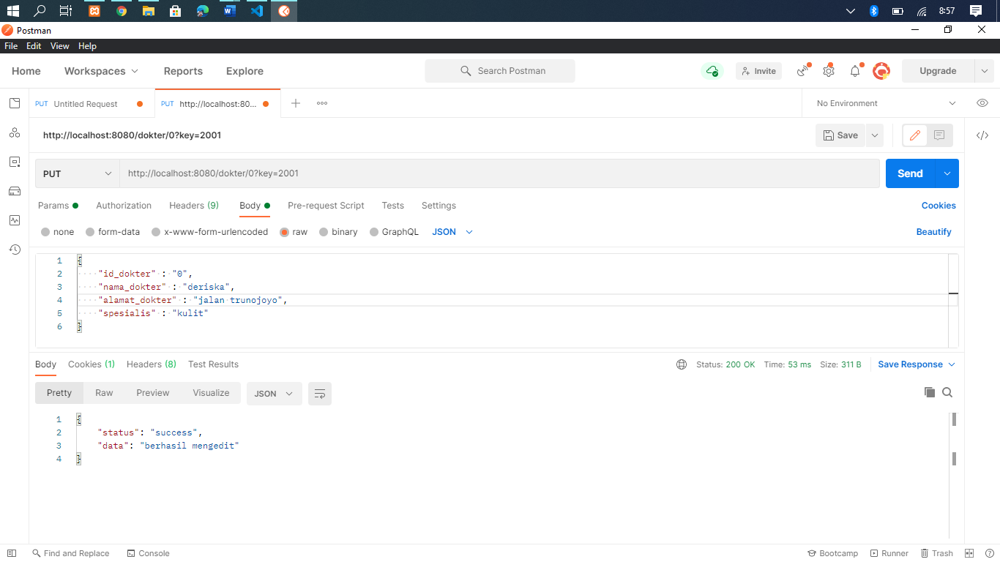 8:57
Postman
File Edit View Help
Home Workspaces Reports Explore Search Postman Invite Upgrade
PUT Untitled Request PUT http://localhost:80... No Environment
http://localhost:8080/dokter/0?key=2001 Save
PUT http://localhost:8080/dokter/0?key=2001 Send
Params Authorization Headers (9) Body Pre-request Script Tests Settings Cookies
none form-data x-www-form-urlencoded raw binary GraphQL JSON Beautify
1 {
2 "id_dokter" : "0",
3 "nama_dokter" : "deriska",
4 "alamat_dokter" : "jalan trunojoyo",
5 "spesialis" : "kulit"
6 }
Body Cookies (1) Headers (8) Test Results Status: 200 OK Time: 53 ms Size: 311 B Save Response
Pretty Raw Preview Visualize JSON
1 {
2 "status": "success",
3 "data": "berhasil mengedit"
4 }
Find and Replace Console Bootcamp Runner Trash